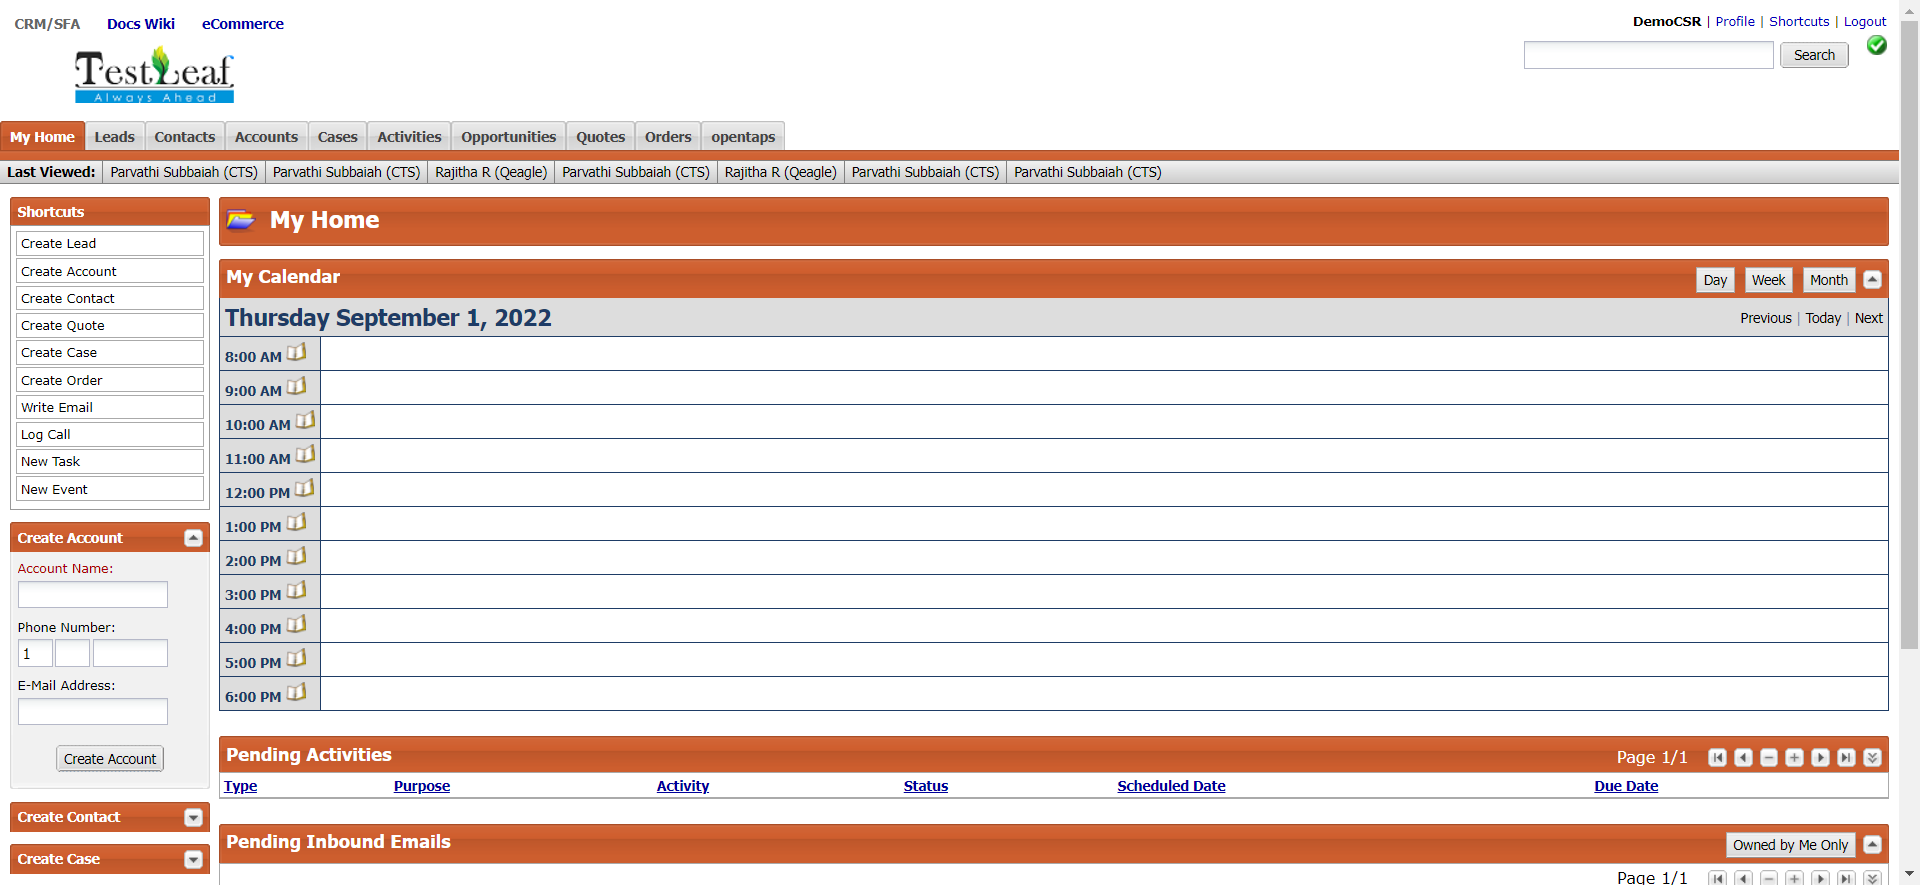 CRM/SFA Docs Wiki eCommerce
DemoCSR | Profile | Shortcuts | Logout
Search
TestLeaf
Always Ahead
My Home Leads Contacts Accounts Cases Activities Opportunities Quotes Orders opentaps
Last Viewed: Parvathi Subbaiah (CTS) Parvathi Subbaiah (CTS) Rajitha R (Qeagle) Parvathi Subbaiah (CTS) Rajitha R (Qeagle) Parvathi Subbaiah (CTS) Parvathi Subbaiah (CTS)
Shortcuts
Create Lead
Create Account
Create Contact
Create Quote
Create Case
Create Order
Write Email
Log Call
New Task
New Event
Create Account
Account Name:
Phone Number:
1
E-Mail Address:
Create Account
Create Contact
Create Case
My Home
My Calendar
Day Week Month
Thursday September 1, 2022
Previous | Today | Next
8:00 AM
9:00 AM
10:00 AM
11:00 AM
12:00 PM
1:00 PM
2:00 PM
3:00 PM
4:00 PM
5:00 PM
6:00 PM
Pending Activities
Page 1/1
Type Purpose Activity Status Scheduled Date Due Date
Pending Inbound Emails
Owned by Me Only
Page 1/1